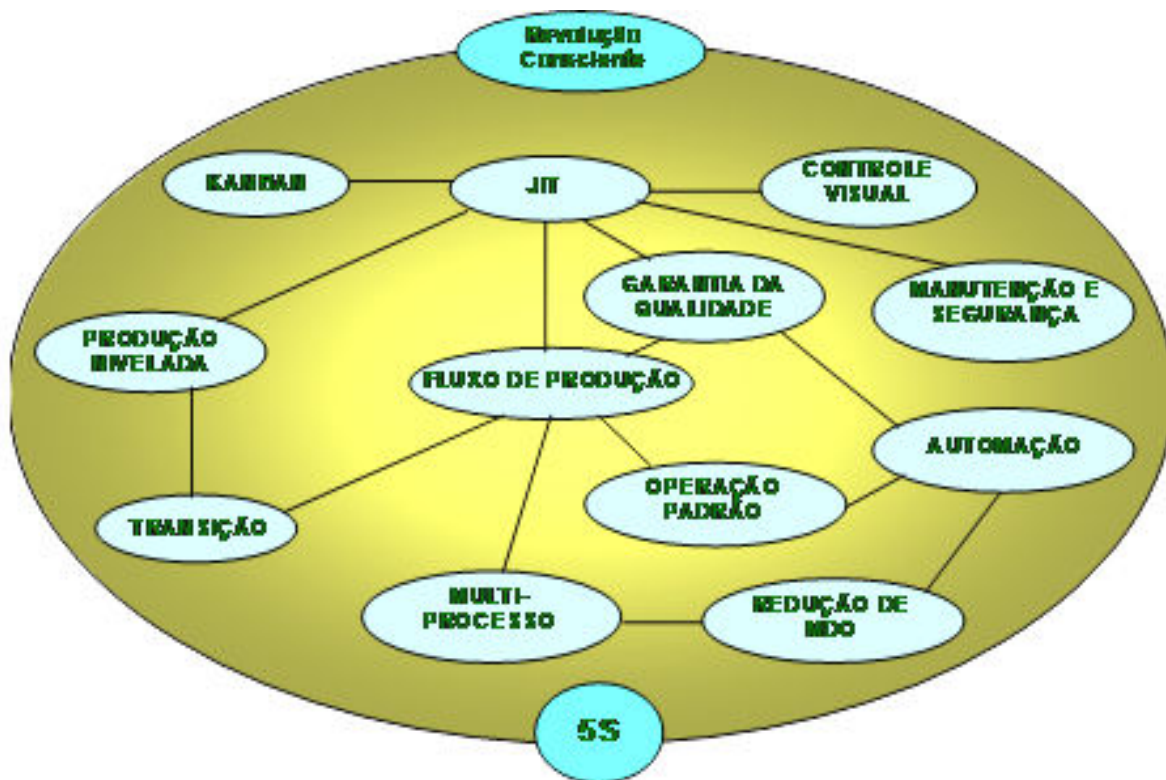 Revolução
Consciente
KANBAN
JIT
CONTROLE
VISUAL
GARANTIA DA
QUALIDADE
MANUTENÇÃO E
SEGURANÇA
PRODUÇÃO
NIVELADA
FLUXO DE PRODUÇÃO
AUTOMAÇÃO
OPERAÇÃO
PADRÃO
TRANSIÇÃO
MULTI-
PROCESSO
REDUÇÃO DE
MDO
5S